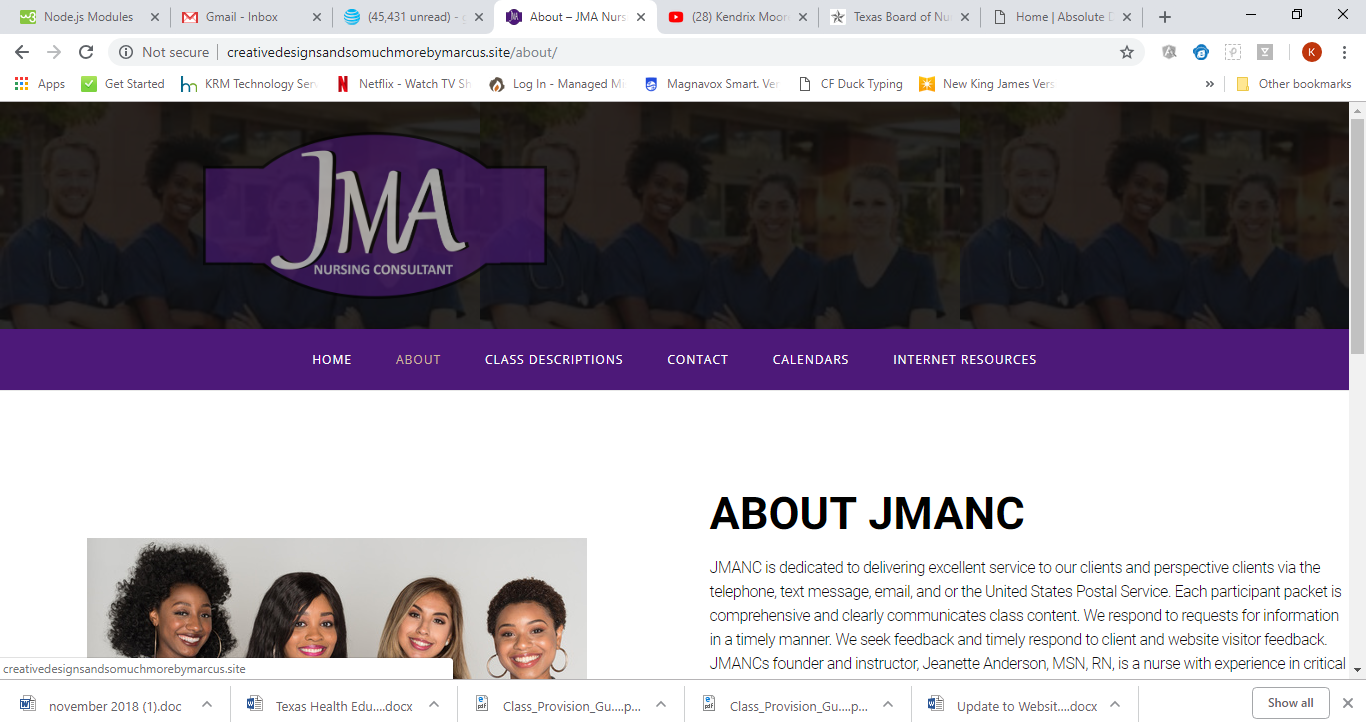 Node.js Modules
Gmail - Inbox
(45,431 unread) -
About – JMA Nurs
(28) Kendrix Moon
Texas Board of Nu
Home | Absolute D
Not secure | creativedesignsandsomuchmorebymarcus.site/about/
K
Apps
Get Started
KRM Technology Serv
Netflix - Watch TV Sh
Log In - Managed Mi
Magnavox Smart. Ver
CF Duck Typing
New King James Vers
»
Other bookmarks
JMA
NURSING CONSULTANT
HOME
ABOUT
CLASS DESCRIPTIONS
CONTACT
CALENDARS
INTERNET RESOURCES
ABOUT JMANC
JMANC is dedicated to delivering excellent service to our clients and perspective clients via the
telephone, text message, email, and or the United States Postal Service. Each participant packet is
comprehensive and clearly communicates class content. We respond to requests for information
in a timely manner. We seek feedback and timely respond to client and website visitor feedback.
JMANCs founder and instructor, Jeanette Anderson, MSN, RN, is a nurse with experience in critical
creativedesignsandsomuchmorebymarcus.site
november 2018 (1).doc
Texas Health Edu....docx
Class_Provision_Gu....p...
Class_Provision_Gu....p...
Update to Websit....docx
Show all